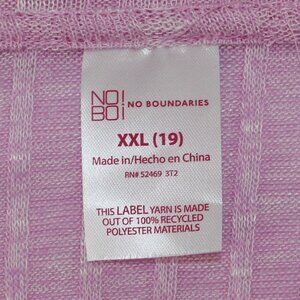 NO
BO! NO BOUNDARIES
XXL (19)
Made in/Hecho en China
RN# 52469 3T2
THIS LABEL YARN IS MADE
OUT OF 100% RECYCLED
POLYESTER MATERIALS